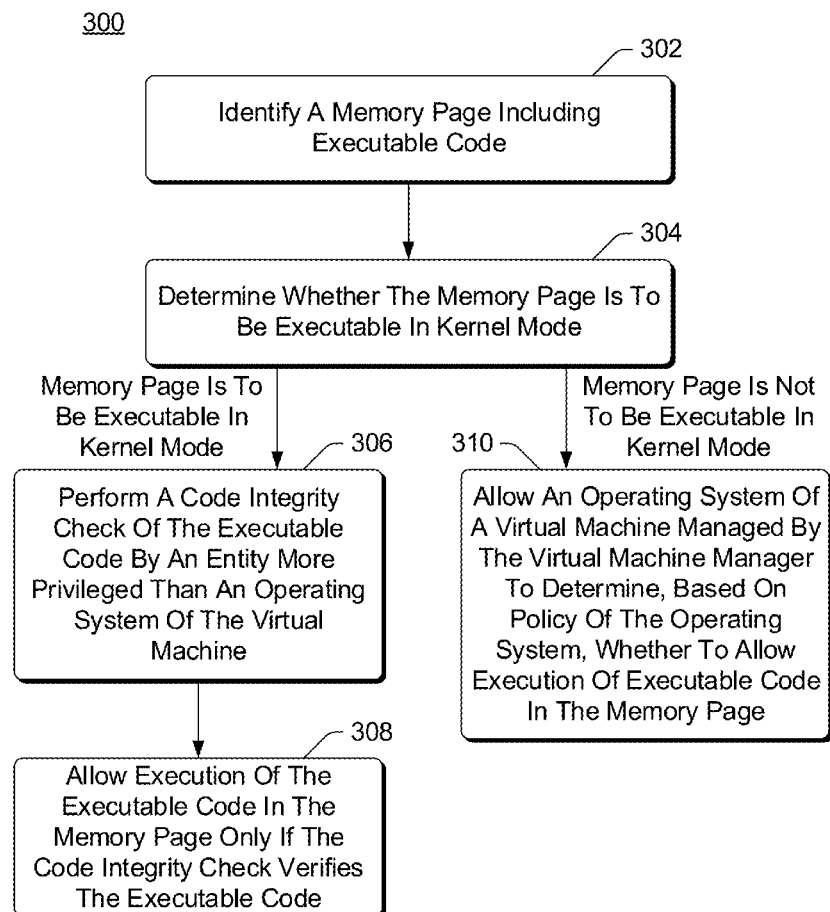 300
302
Identify A Memory Page Including
Executable Code
304
Determine Whether The Memory Page Is To
Be Executable In Kernel Mode
Memory Page Is To
Be Executable In
Kernel Mode
Memory Page Is Not
To Be Executable In
Kernel Mode
306
Perform A Code Integrity
Check Of The Executable
Code By An Entity More
Privileged Than An Operating
System Of The Virtual
Machine
310
Allow An Operating System Of
A Virtual Machine Managed By
The Virtual Machine Manager
To Determine, Based On
Policy Of The Operating
System, Whether To Allow
Execution Of Executable Code
In The Memory Page
308
Allow Execution Of The
Executable Code In The
Memory Page Only If The
Code Integrity Check Verifies
The Executable Code